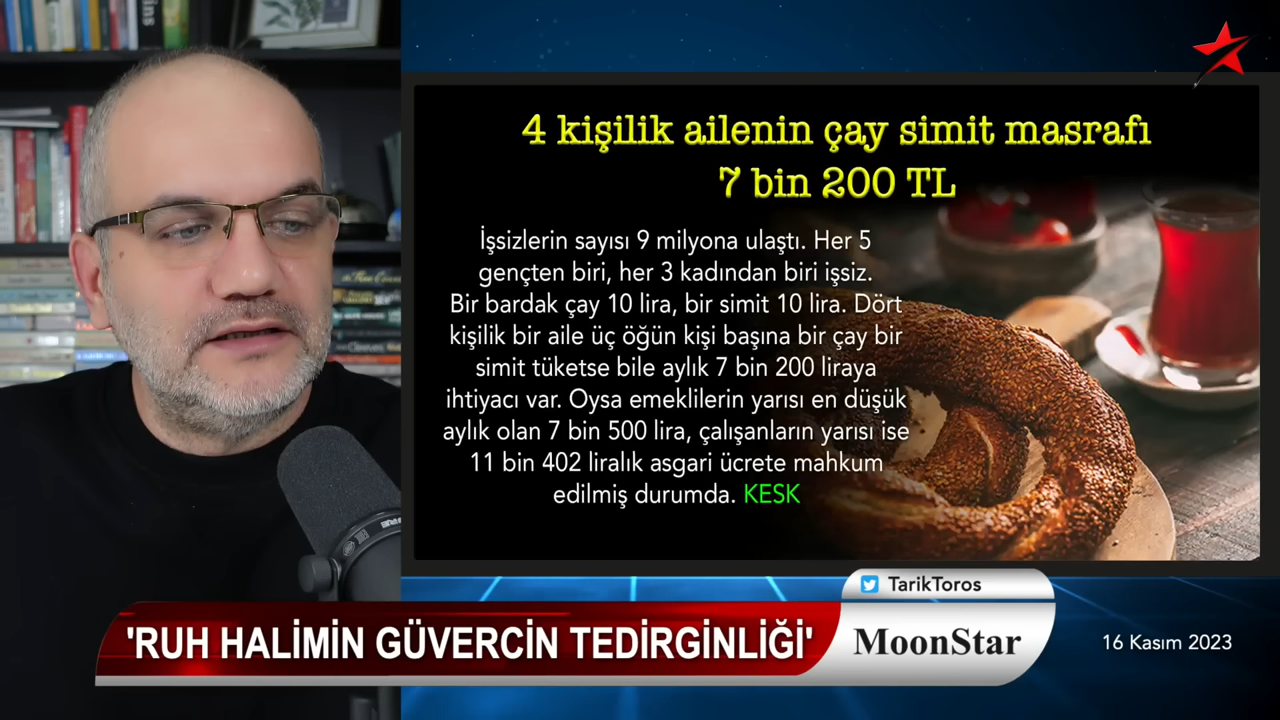 4 kişilik ailenin çay simit masrafı
7 bin 200 TL
İşsizlerin sayısı 9 milyona ulaştı. Her 5
gençten biri, her 3 kadından biri işsiz.
Bir bardak çay 10 lira, bir simit 10 lira. Dört
kişilik bir aile üç öğün kişi başına bir çay bir
simit tüketse bile aylık 7 bin 200 liraya
ihtiyacı var. Oysa emeklilerin yarısı en düşük
aylık olan 7 bin 500 lira, çalışanların yarısı ise
11 bin 402 liralık asgari ücrete mahkum
edilmiş durumda. KESK
TarikToros
'RUH HALİMİN GÜVERCİN TEDİRGİNLİĞİ'
MoonStar
16 Kasım 2023